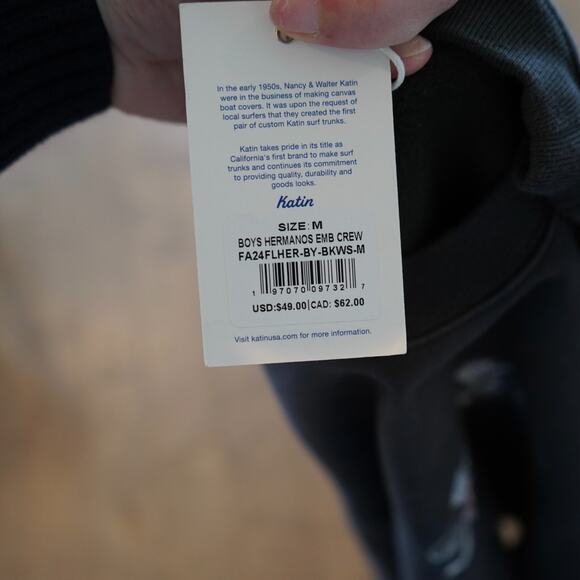 In the early 1950s, Nancy & Walter Katin
were in the business of making canvas
boat covers. It was upon the request of
local surfers that they created the first
pair of custom Katin surf trunks.
Katin takes pride in its title as
California's first brand to make surf
trunks and continues its commitment
to providing quality, durability and
goods looks.
Katin
SIZE: M
BOYS HERMANOS EMB CREW
FA24FLHER-BY-BKWS-M
1 97070 09732 7
USD:$49.00|CAD: $62.00
Visit katinusa.com for more information.